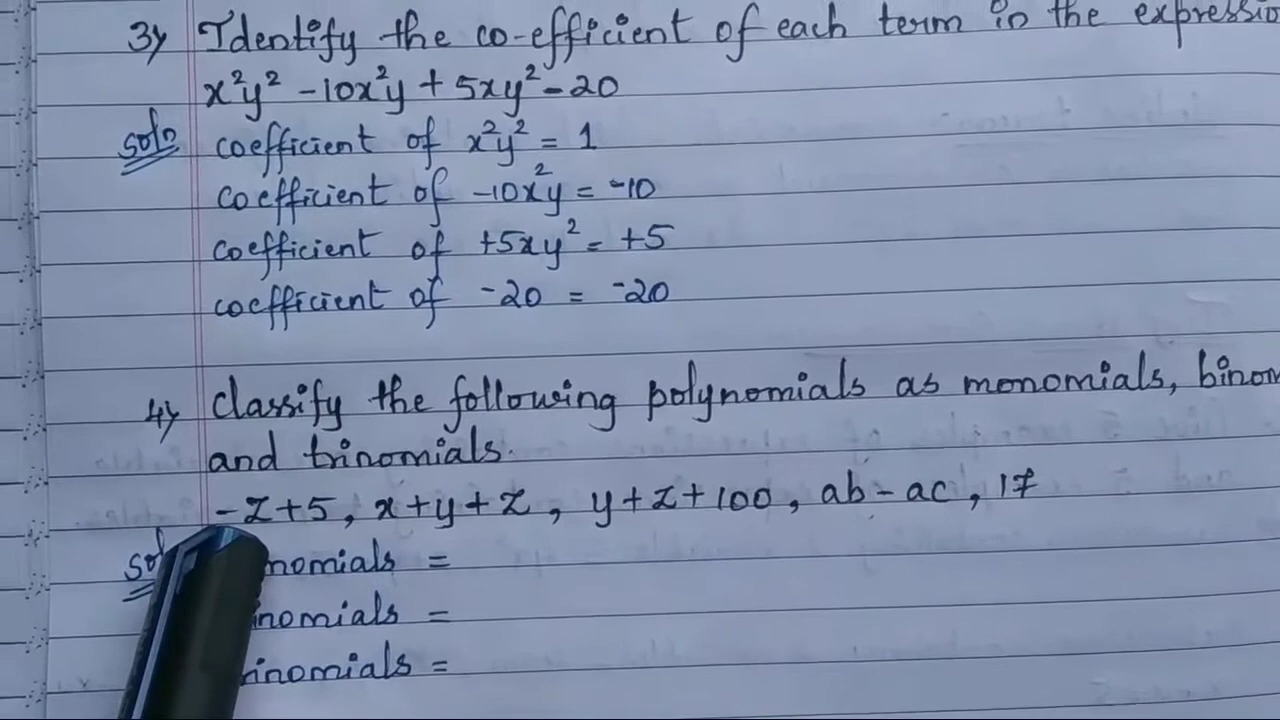 3) Identify the co-efficient of each term in the expressio
x²y² - 10x²y + 5xy² - 20
Soln coefficient of x²y² = 1
coefficient of -10x²y = -10
coefficient of +5xy² = +5
coefficient of -20 = -20
4) Classify the following polynomials as monomials, binom
and trinomials.
-z+5, x+y+z, y+z+100, ab-ac, 17
Sol nomials =
inomials =
rinomials =